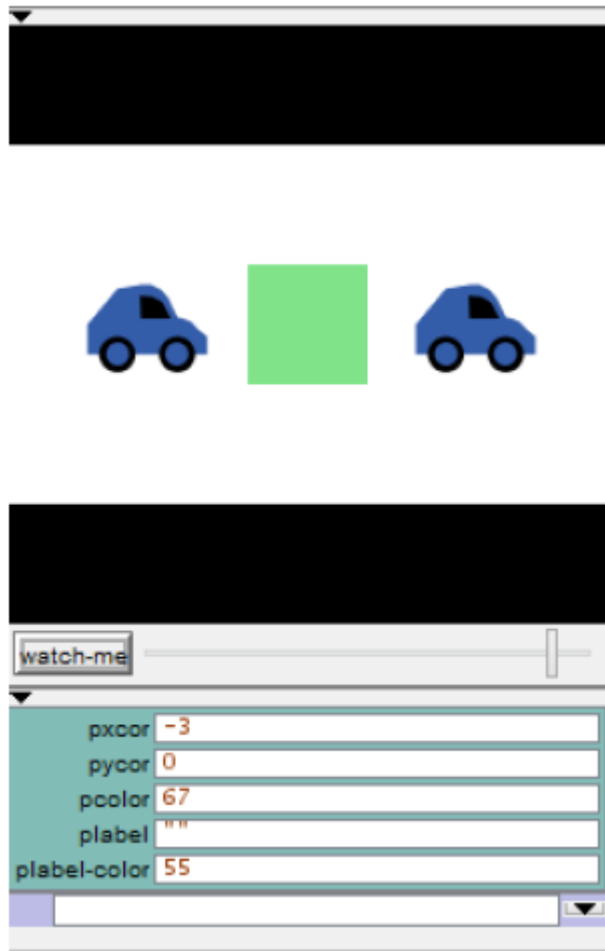 watch-me
pxcor -3
pycor 0
pcolor 67
plabel ""
plabel-color 55